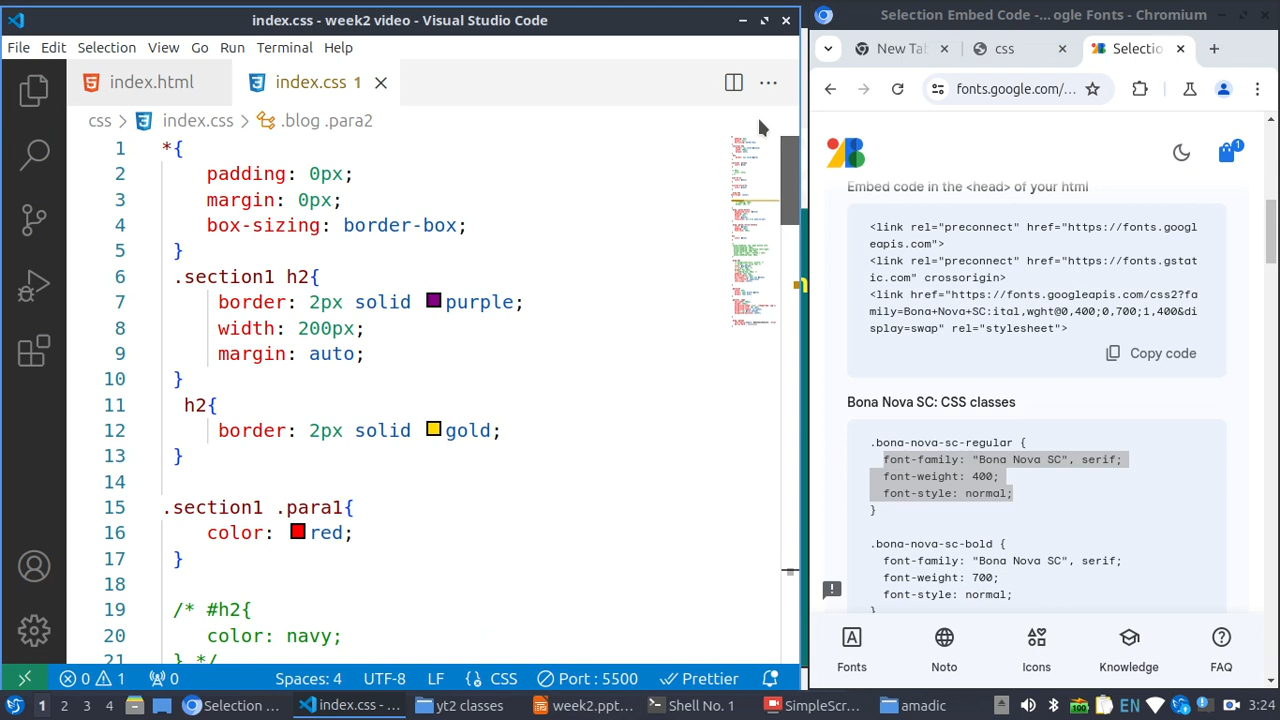 index.css - week2 video - Visual Studio Code
File Edit Selection View Go Run Terminal Help
index.html index.css 1
css > index.css > .blog .para2
1 *{
2 padding: 0px;
3 margin: 0px;
4 box-sizing: border-box;
5 }
6 .section1 h2{
7 border: 2px solid purple;
8 width: 200px;
9 margin: auto;
10 }
11 h2{
12 border: 2px solid gold;
13 }
14
15 .section1 .para1{
16 color: red;
17 }
18
19 /* #h2{
20 color: navy;
21 } */
0 1 0 Spaces: 4 UTF-8 LF {} CSS Port : 5500 Prettier
Selection Embed Code -...ogle Fonts - Chromium
New Tab css Selectio
fonts.google.com/...
1
Embed code in the <head> of your html
<link rel="preconnect" href="https://fonts.googl
eapis.com">
<link rel="preconnect" href="https://fonts.gstat
ic.com" crossorigin>
<link href="https://fonts.googleapis.com/css2?fa
mily=Bona+Nova+SC:ital,wght@0,400;0,700;1,400&di
splay=swap" rel="stylesheet">
Copy code
Bona Nova SC: CSS classes
.bona-nova-sc-regular {
font-family: "Bona Nova SC", serif;
font-weight: 400;
font-style: normal;
}
.bona-nova-sc-bold {
font-family: "Bona Nova SC", serif;
font-weight: 700;
font-style: normal;
}
Fonts Noto Icons Knowledge FAQ
1 2 3 4 Selection ... index.css - ... yt2 classes week2.ppt... Shell No. 1 SimpleScr... amadic 100 EN 3:24